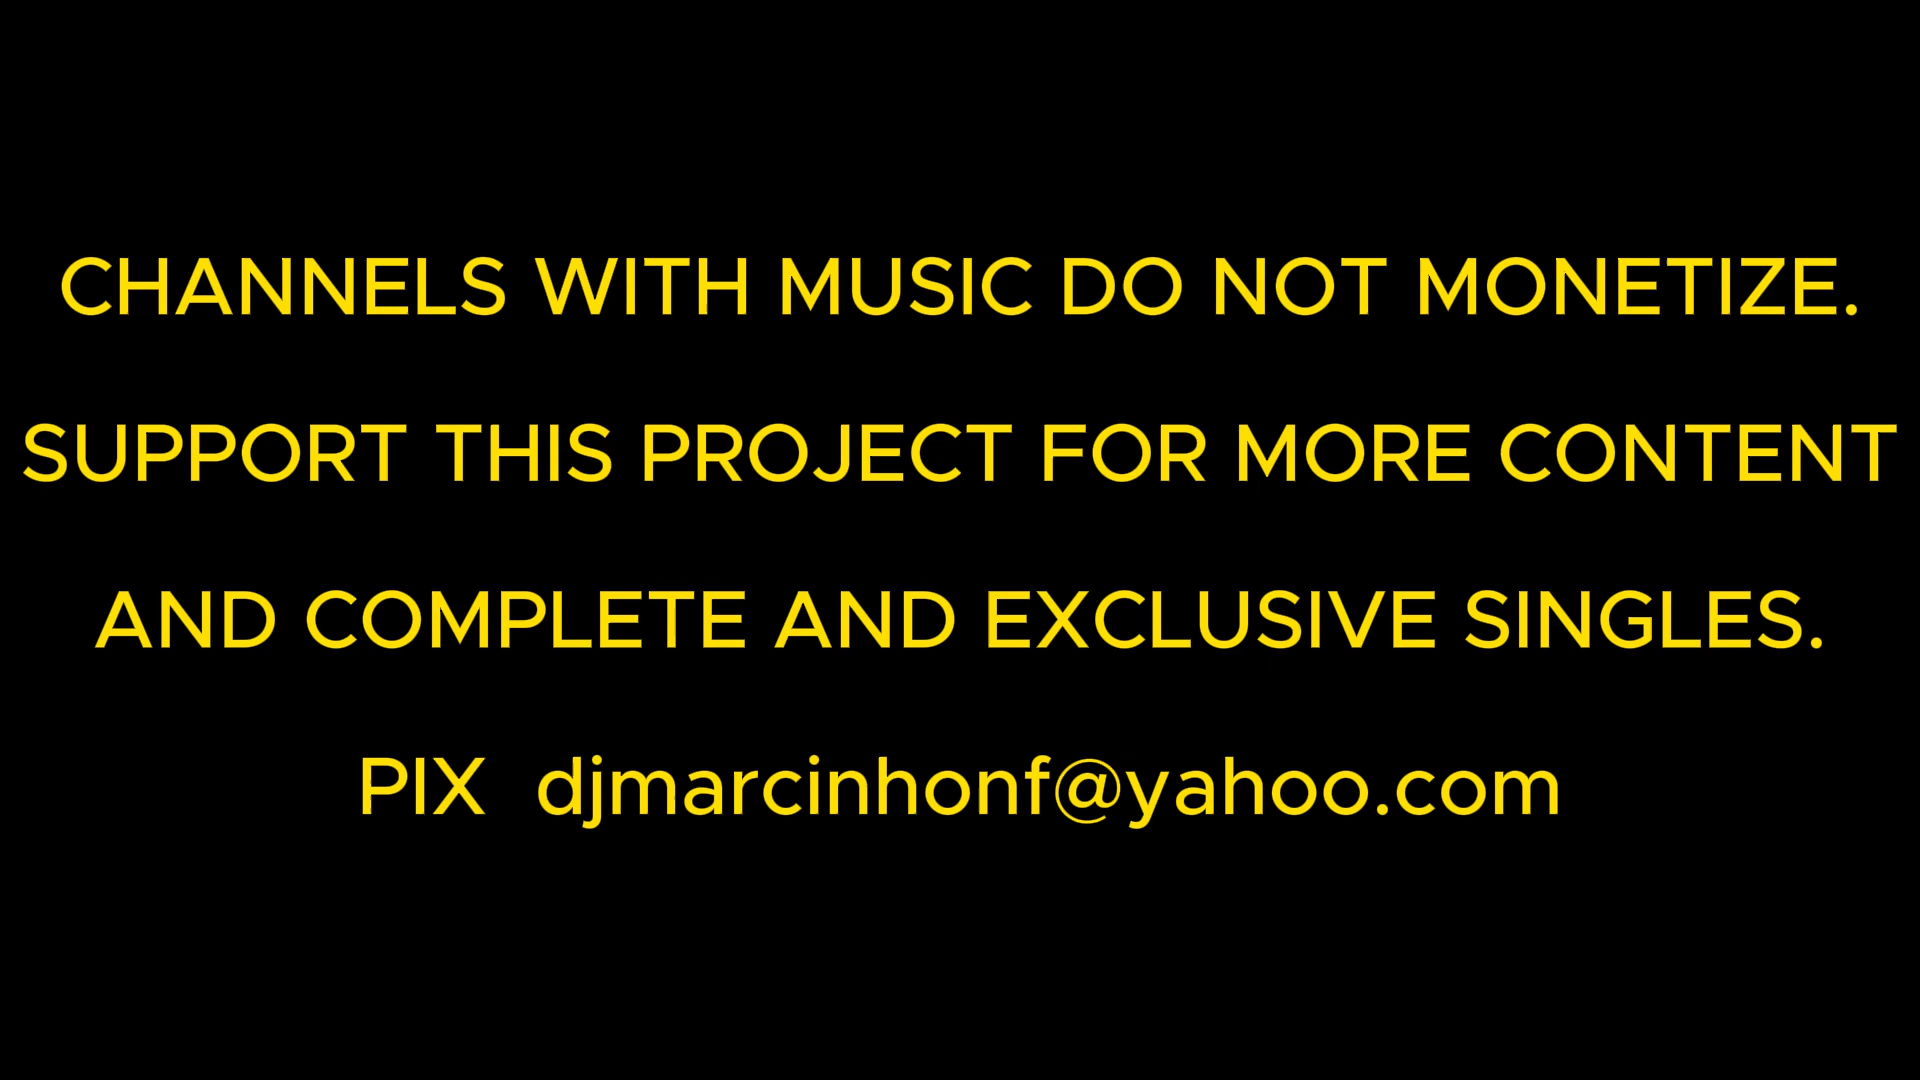 CHANNELS WITH MUSIC DO NOT MONETIZE.
SUPPORT THIS PROJECT FOR MORE CONTENT
AND COMPLETE AND EXCLUSIVE SINGLES.
PIX djmarcinhonf@yahoo.com